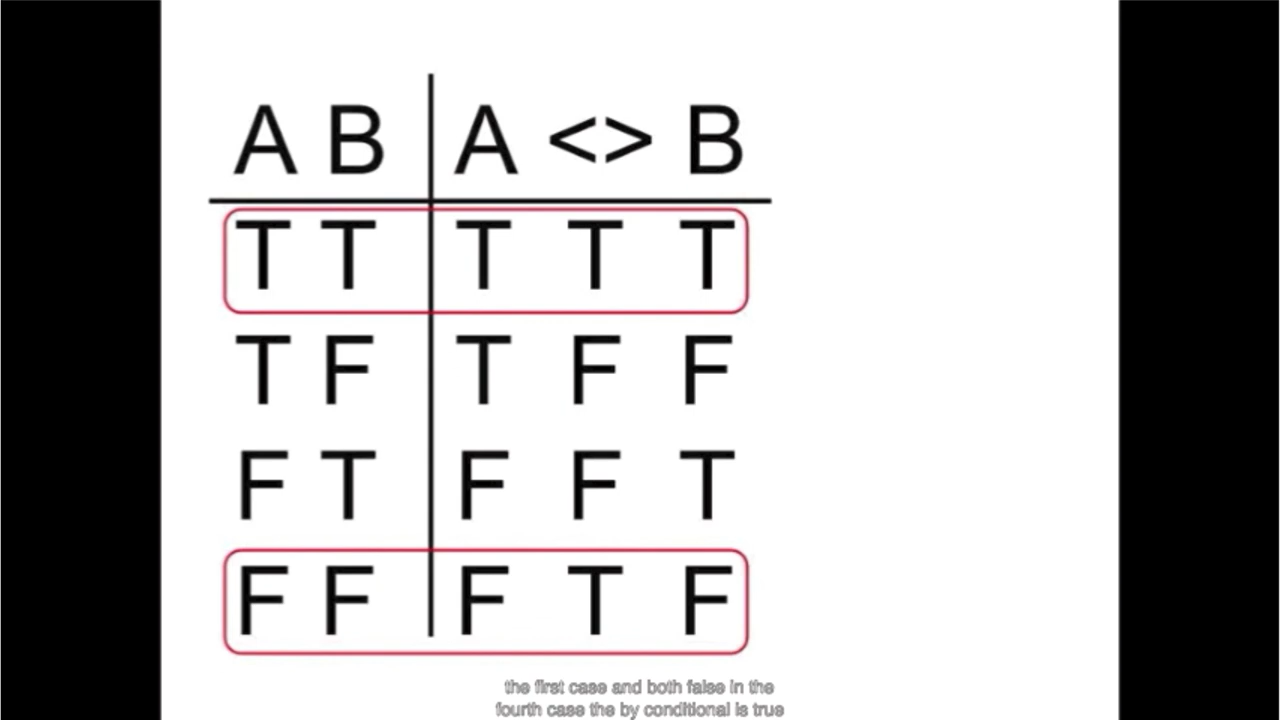 A B A <> B
T T T T T
T F T F F
F T F F T
F F F T F
the first case and both false in the
fourth case the by conditional is true